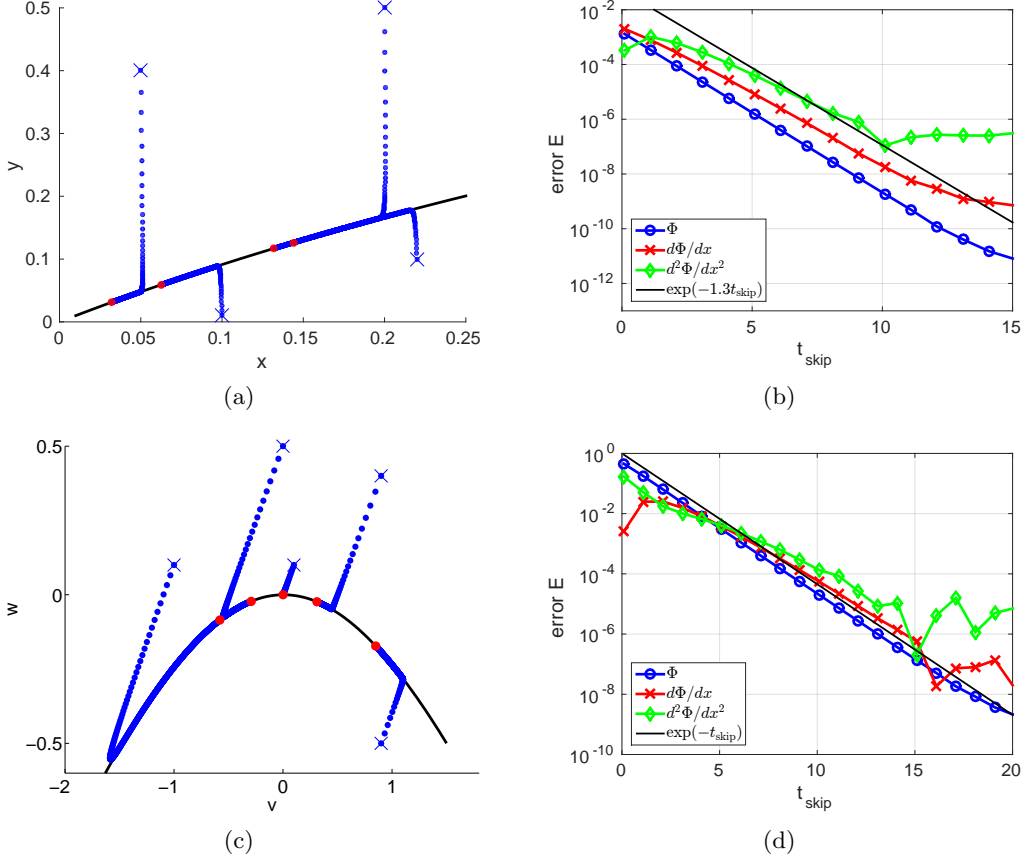 0.5
0.4
0.3
0.2
0.1
0
y
0 0.05 0.1 0.15 0.2 0.25
x
(a)
10^-2
10^-4
10^-6
10^-8
10^-10
10^-12
error E
Φ
dΦ/dx
d²Φ/dx²
exp(−1.3t_skip)
0 5 10 15
t_skip
(b)
0.5
0
−0.5
w
−2 −1 0 1
v
(c)
10^0
10^-2
10^-4
10^-6
10^-8
10^-10
error E
Φ
dΦ/dx
d²Φ/dx²
exp(−t_skip)
0 5 10 15 20
t_skip
(d)